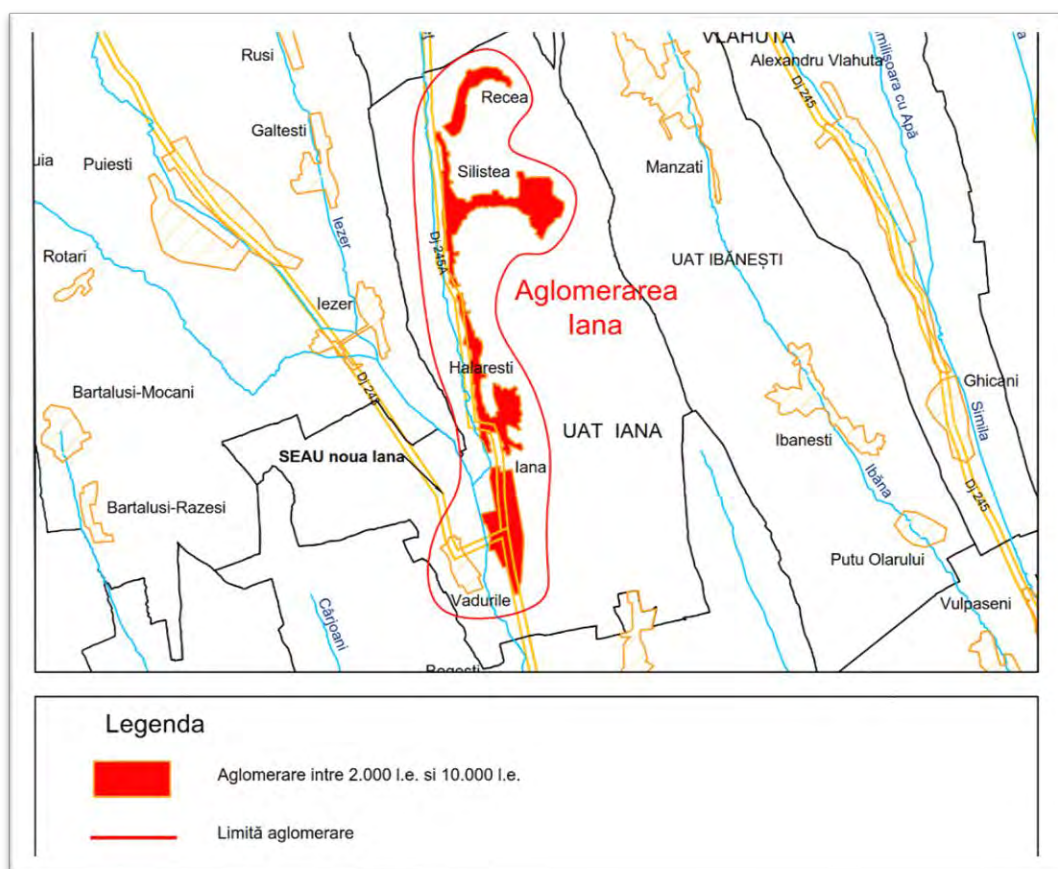 VLAHUTA
Rusi
Alexandru Vlahuta
Recea
Galtesti
Puiesti
Silistea
Manzati
Iezer
Rotari
Dj 245A
UAT IBĂNEȘTI
Dj 245
Aglomerarea
Iana
Iezer
Halaresti
Bartalusi-Mocani
Ghicani
Simila
UAT IANA
Ibanesti
SEAU noua Iana
Iana
Ibăna
Dj 245
Bartalusi-Razesi
Putu Olarului
Vadurile
Vulpaseni
Cârjoani
Legenda
Aglomerare intre 2.000 l.e. si 10.000 l.e.
Limită aglomerare